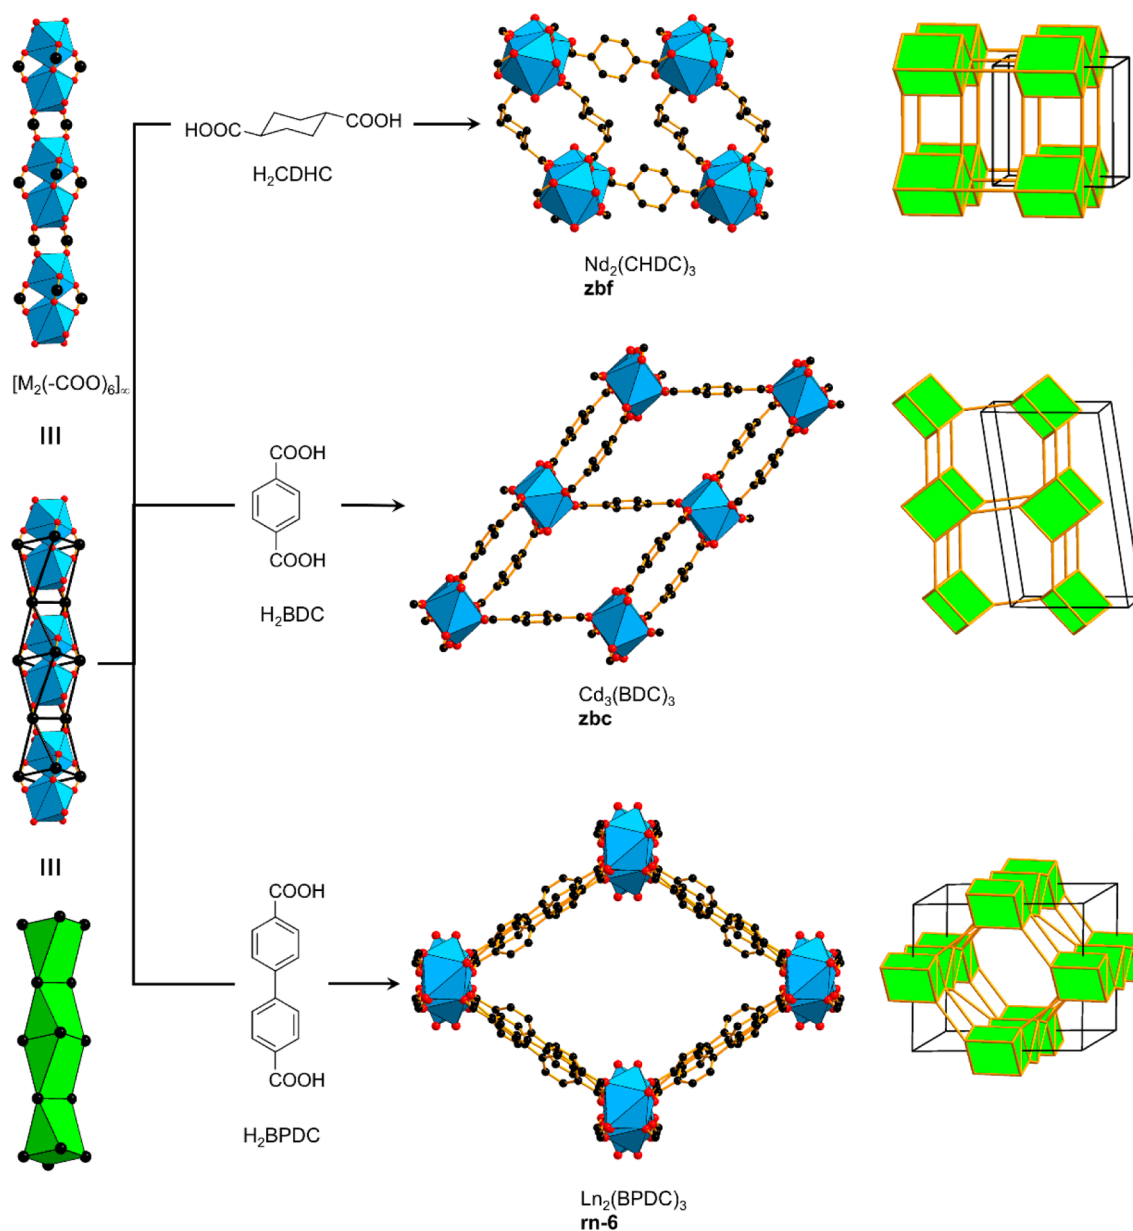 HOOC
COOH
H₂CDHC
Nd₂(CHDC)₃
zbf
[M₂(-COO)₆]∞
III
COOH
COOH
H₂BDC
Cd₃(BDC)₃
zbc
III
COOH
COOH
H₂BPDC
Ln₂(BPDC)₃
rn-6